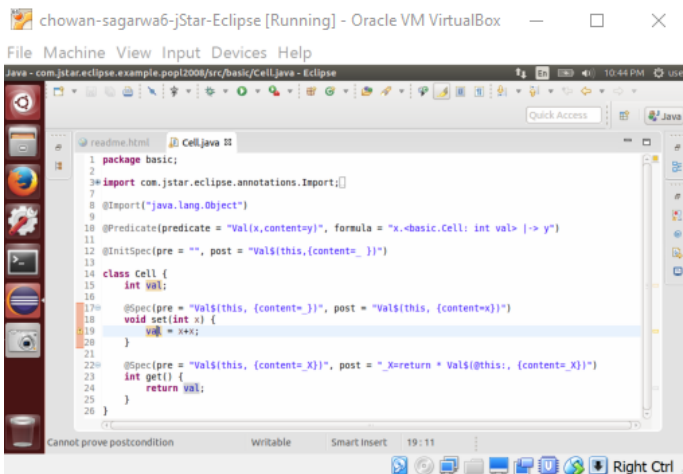 chowan-sagarwa6-jStar-Eclipse [Running] - Oracle VM VirtualBox
File Machine View Input Devices Help
Java - com.jstar.eclipse.example.popl2008/src/basic/Cell.java - Eclipse
En 10:44 PM use
Quick Access Java
readme.html Cell.java
1 package basic;
2
3 import com.jstar.eclipse.annotations.Import;
7
8 @Import("java.lang.Object")
9
10 @Predicate(predicate = "Val(x,content=y)", formula = "x.<basic.Cell: int val> |-> y")
11
12 @InitSpec(pre = "", post = "Val$(this,{content=_ })")
13
14 class Cell {
15 int val;
16
17 @Spec(pre = "Val$(this, {content=_})", post = "Val$(this, {content=x})")
18 void set(int x) {
19 val = x+x;
20 }
21
22 @Spec(pre = "Val$(this, {content=_X})", post = "_X=return * Val$(@this:, {content=_X})")
23 int get() {
24 return val;
25 }
26 }
Cannot prove postcondition Writable Smart Insert 19:11
Right Ctrl